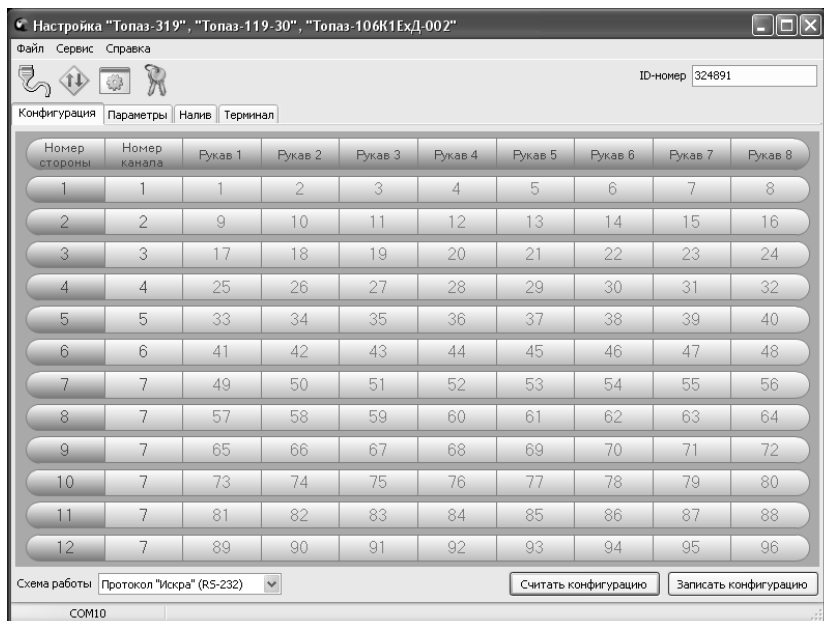 Настройка "Топаз-319", "Топаз-119-30", "Топаз-106К1ЕхД-002"
Файл Сервис Справка
ID-номер 324891
Конфигурация Параметры Налив Терминал
Номер стороны Номер канала Рукав 1 Рукав 2 Рукав 3 Рукав 4 Рукав 5 Рукав 6 Рукав 7 Рукав 8
1 1 1 2 3 4 5 6 7 8
2 2 9 10 11 12 13 14 15 16
3 3 17 18 19 20 21 22 23 24
4 4 25 26 27 28 29 30 31 32
5 5 33 34 35 36 37 38 39 40
6 6 41 42 43 44 45 46 47 48
7 7 49 50 51 52 53 54 55 56
8 7 57 58 59 60 61 62 63 64
9 7 65 66 67 68 69 70 71 72
10 7 73 74 75 76 77 78 79 80
11 7 81 82 83 84 85 86 87 88
12 7 89 90 91 92 93 94 95 96
Схема работы Протокол "Искра" (RS-232) Считать конфигурацию Записать конфигурацию
COM10